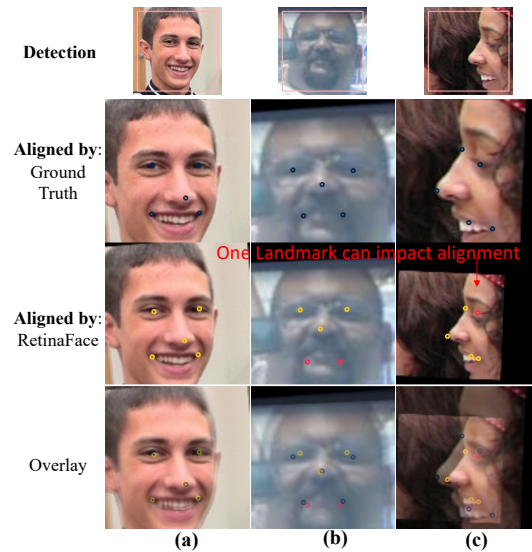 Detection
Aligned by:
Ground
Truth
One Landmark can impact alignment
Aligned by:
RetinaFace
Overlay
(a) (b) (c)